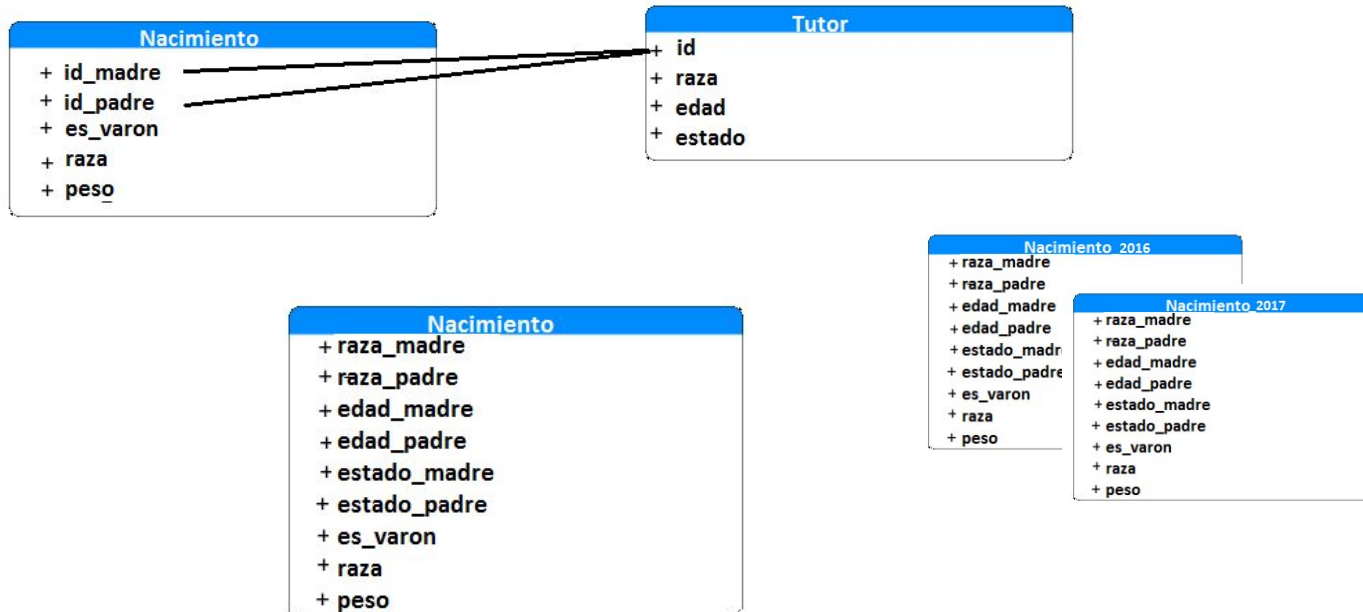 Nacimiento
+ id_madre
+ id_padre
+ es_varon
+ raza
+ peso
Tutor
+ id
+ raza
+ edad
+ estado
Nacimiento
+ raza_madre
+ raza_padre
+ edad_madre
+ edad_padre
+ estado_madre
+ estado_padre
+ es_varon
+ raza
+ peso
Nacimiento_2016
+ raza_madre
+ raza_padre
+ edad_madre
+ edad_padre
+ estado_madr
+ estado_padre
+ es_varon
+ raza
+ peso
Nacimiento_2017
+ raza_madre
+ raza_padre
+ edad_madre
+ edad_padre
+ estado_madre
+ estado_padre
+ es_varon
+ raza
+ peso